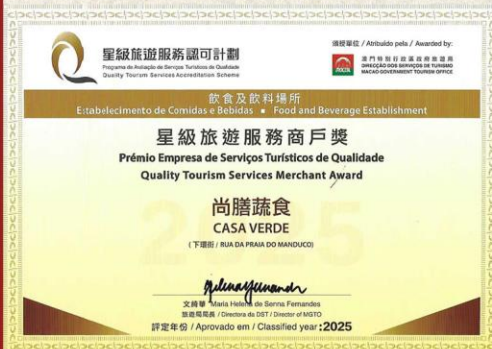 星級旅遊服務認可計劃
Programa de Avaliação de Serviços Turísticos de Qualidade
Quality Tourism Services Accreditation Scheme
頒授單位 / Atribuído pela / Awarded by:
澳門特別行政區政府旅遊局
DIRECÇÃO DOS SERVIÇOS DE TURISMO
MACAO GOVERNMENT TOURISM OFFICE
飲食及飲料場所
Estabelecimento de Comidas e Bebidas ■ Food and Beverage Establishment
星級旅遊服務商戶獎
Prémio Empresa de Serviços Turísticos de Qualidade
Quality Tourism Services Merchant Award
2025
尚膳蔬食
CASA VERDE
(下環街 / RUA DA PRAIA DO MANDUCO)
文綺華 Maria Helena de Senna Fernandes
旅遊局局長 / Directora da DST / Director of MGTO
評定年份 / Aprovado em / Classified year :2025